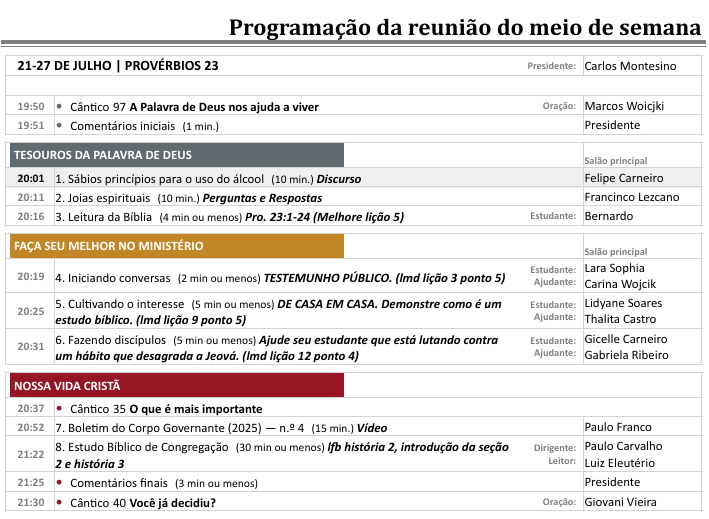 Programação da reunião do meio de semana
21-27 DE JULHO | PROVÉRBIOS 23 Presidente: Carlos Montesino
19:50 • Cântico 97 A Palavra de Deus nos ajuda a viver Oração: Marcos Woicjki
19:51 • Comentários iniciais (1 min.) Presidente
TESOUROS DA PALAVRA DE DEUS Salão principal
20:01 1. Sábios princípios para o uso do álcool (10 min.) Discurso Felipe Carneiro
20:11 2. Joias espirituais (10 min.) Perguntas e Respostas Francinco Lezcano
20:16 3. Leitura da Bíblia (4 min ou menos) Pro. 23:1-24 (Melhore lição 5) Estudante: Bernardo
FAÇA SEU MELHOR NO MINISTÉRIO Salão principal
20:19 4. Iniciando conversas (2 min ou menos) TESTEMUNHO PÚBLICO. (lmd lição 3 ponto 5) Estudante: Lara Sophia
Ajudante: Carina Wojcik
20:25 5. Cultivando o interesse (5 min ou menos) DE CASA EM CASA. Demonstre como é um Estudante: Lidyane Soares
estudo bíblico. (lmd lição 9 ponto 5) Ajudante: Thalita Castro
20:31 6. Fazendo discípulos (5 min ou menos) Ajude seu estudante que está lutando contra Estudante: Gicelle Carneiro
um hábito que desagrada a Jeová. (lmd lição 12 ponto 4) Ajudante: Gabriela Ribeiro
NOSSA VIDA CRISTÃ
20:37 • Cântico 35 O que é mais importante
20:52 7. Boletim do Corpo Governante (2025) — n.º 4 (15 min.) Vídeo Paulo Franco
21:22 8. Estudo Bíblico de Congregação (30 min ou menos) lfb história 2, introdução da seção Dirigente: Paulo Carvalho
2 e história 3 Leitor: Luiz Eleutério
21:25 • Comentários finais (3 min ou menos) Presidente
21:30 • Cântico 40 Você já decidiu? Oração: Giovani Vieira